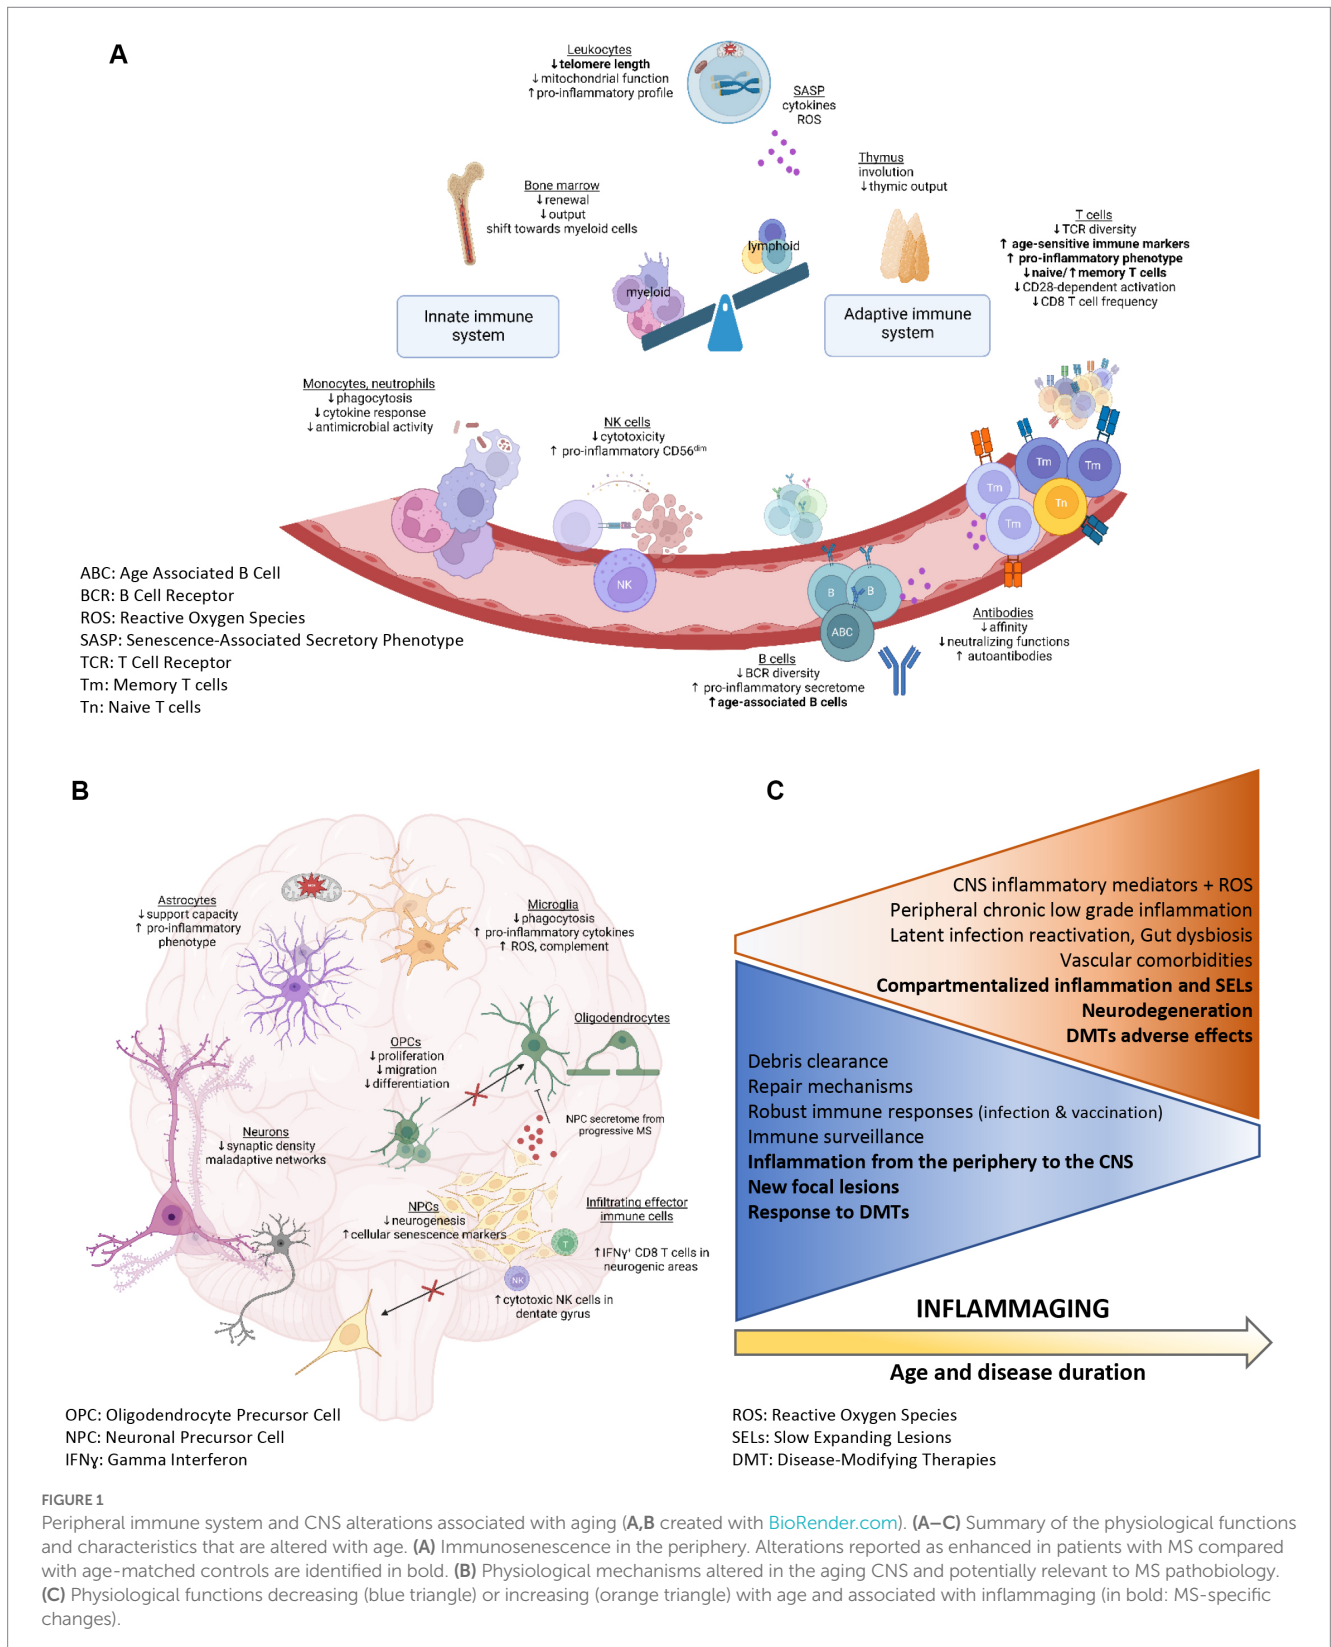 A
Leukocytes
↓telomere length
↓mitochondrial function
↑pro-inflammatory profile
SASP
cytokines
ROS
Thymus
involution
↓thymic output
Bone marrow
↓renewal
↓output
shift towards myeloid cells
T cells
↓TCR diversity
↑ age-sensitive immune markers
↑ pro-inflammatory phenotype
↓naive/↑memory T cells
↓CD28-dependent activation
↓CD8 T cell frequency
lymphoid
myeloid
Innate immune
system
Adaptive immune
system
Monocytes, neutrophils
↓phagocytosis
↓cytokine response
↓antimicrobial activity
NK cells
↓cytotoxicity
↑ pro-inflammatory CD56dim
Tm
Tm
Tm
Tn
Tm
NK
B
B
ABC
Antibodies
↓affinity
↓neutralizing functions
↑ autoantibodies
B cells
↓BCR diversity
↑ pro-inflammatory secretome
↑age-associated B cells
ABC: Age Associated B Cell
BCR: B Cell Receptor
ROS: Reactive Oxygen Species
SASP: Senescence-Associated Secretory Phenotype
TCR: T Cell Receptor
Tm: Memory T cells
Tn: Naive T cells
B
Astrocytes
↓support capacity
↑ pro-inflammatory
phenotype
Microglia
↓phagocytosis
↑ pro-inflammatory cytokines
↑ ROS, complement
Oligodendrocytes
OPCs
↓proliferation
↓migration
↓differentiation
NPC secretome from
progressive MS
Neurons
↓synaptic density
maladaptive networks
NPCs
↓neurogenesis
↑cellular senescence markers
Infiltrating effector
immune cells
T
↑IFNγ+ CD8 T cells in
neurogenic areas
NK
↑cytotoxic NK cells in
dentate gyrus
OPC: Oligodendrocyte Precursor Cell
NPC: Neuronal Precursor Cell
IFNɣ: Gamma Interferon
C
CNS inflammatory mediators + ROS
Peripheral chronic low grade inflammation
Latent infection reactivation, Gut dysbiosis
Vascular comorbidities
Compartmentalized inflammation and SELs
Neurodegeneration
DMTs adverse effects
Debris clearance
Repair mechanisms
Robust immune responses (infection & vaccination)
Immune surveillance
Inflammation from the periphery to the CNS
New focal lesions
Response to DMTs
INFLAMMAGING
Age and disease duration
ROS: Reactive Oxygen Species
SELs: Slow Expanding Lesions
DMT: Disease-Modifying Therapies
FIGURE 1
Peripheral immune system and CNS alterations associated with aging (A,B created with BioRender.com). (A–C) Summary of the physiological functions
and characteristics that are altered with age. (A) Immunosenescence in the periphery. Alterations reported as enhanced in patients with MS compared
with age-matched controls are identified in bold. (B) Physiological mechanisms altered in the aging CNS and potentially relevant to MS pathobiology.
(C) Physiological functions decreasing (blue triangle) or increasing (orange triangle) with age and associated with inflammaging (in bold: MS-specific
changes).